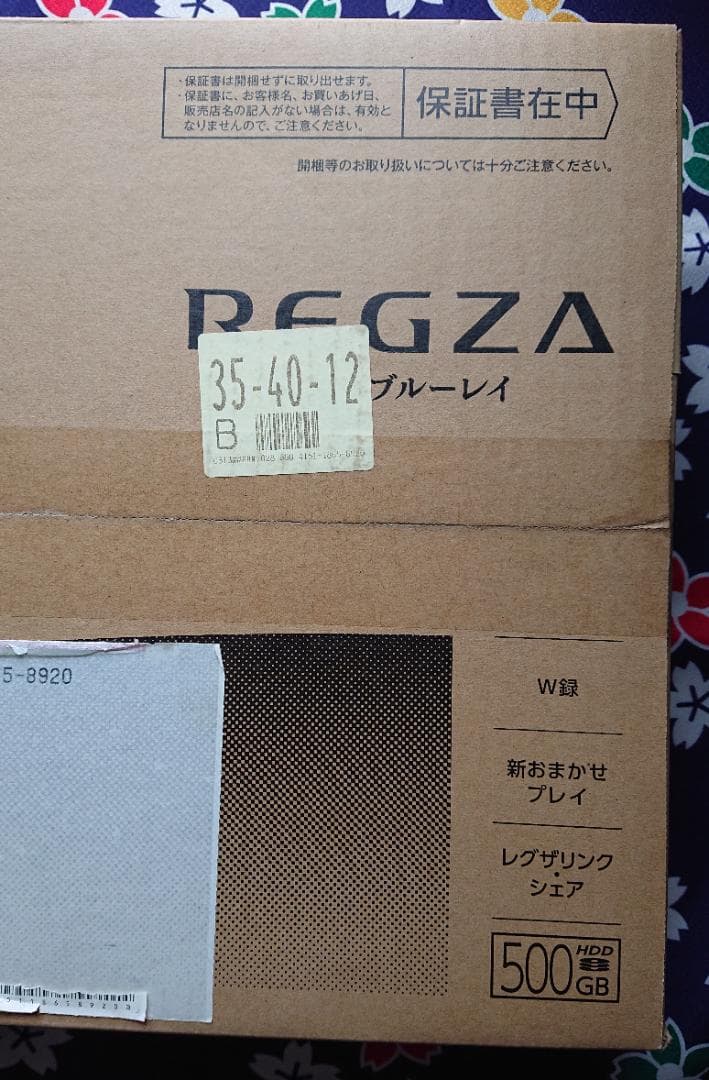 ・保証書は開梱せずに取り出せます。
・保証書に、お客様名、お買いあげ日、
販売店名の記入がない場合は、有効と
なりませんので、ご注意ください。
保証書在中
開梱等のお取り扱いについては十分ご注意ください。
REGZA
ブルーレイ
35-40-12
B
5-8920
W録
新おまかせ
プレイ
レグザリンク
・
シェア
500
HDD
GB